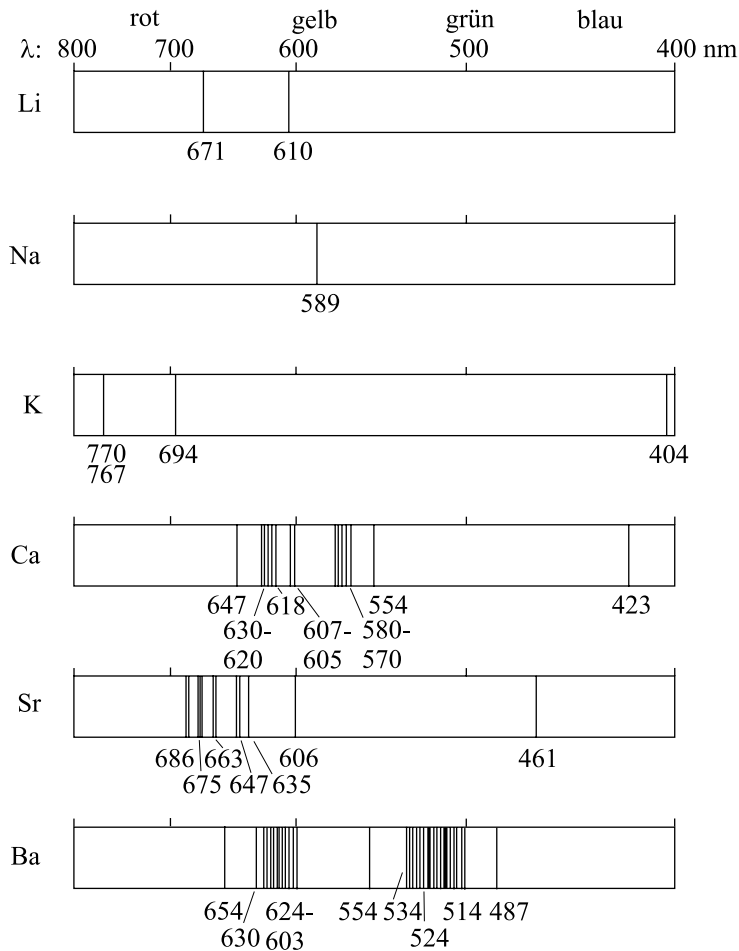 rot gelb grün blau
λ: 800 700 600 500 400 nm
Li
671 610
Na
589
K
770 694 404
767
Ca
647 618 554 423
630- 607- 580-
620 605 570
Sr
686 663 606 461
675 647 635
Ba
654 624- 554 534 514 487
630 603 524